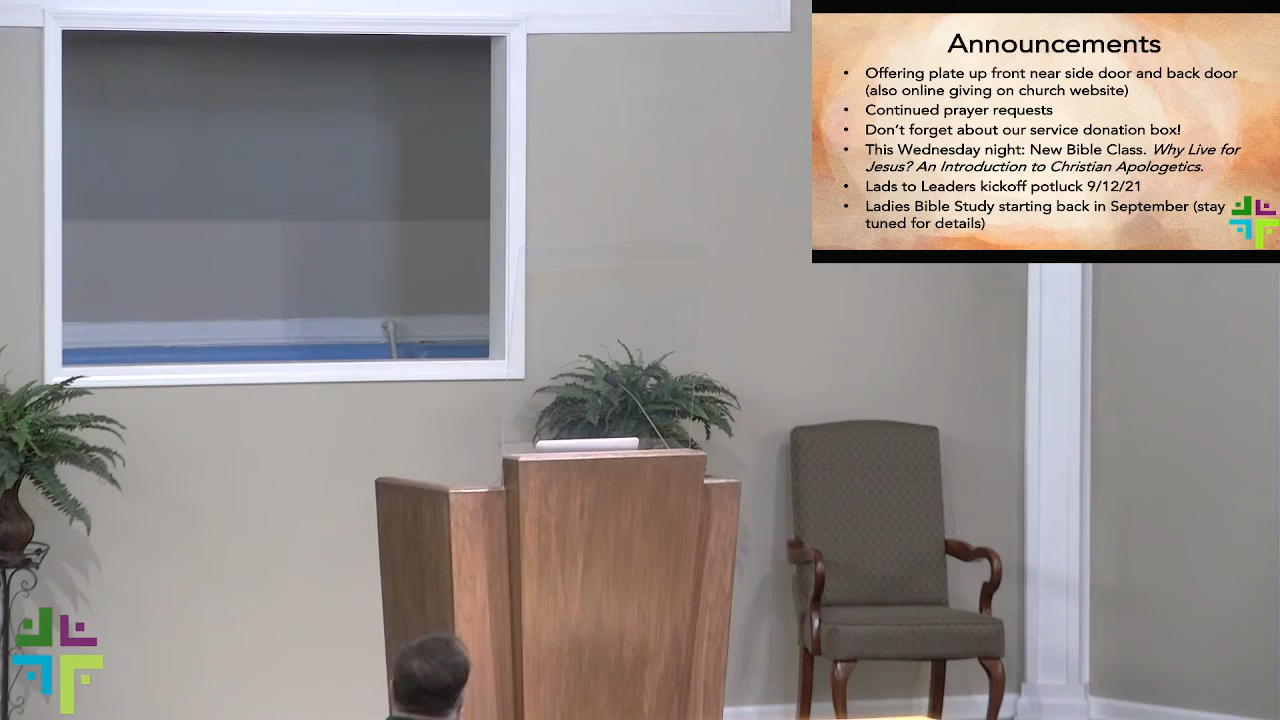 Announcements
• Offering plate up front near side door and back door
(also online giving on church website)
• Continued prayer requests
• Don't forget about our service donation box!
• This Wednesday night: New Bible Class. Why Live for
Jesus? An Introduction to Christian Apologetics.
• Lads to Leaders kickoff potluck 9/12/21
• Ladies Bible Study starting back in September (stay
tuned for details)